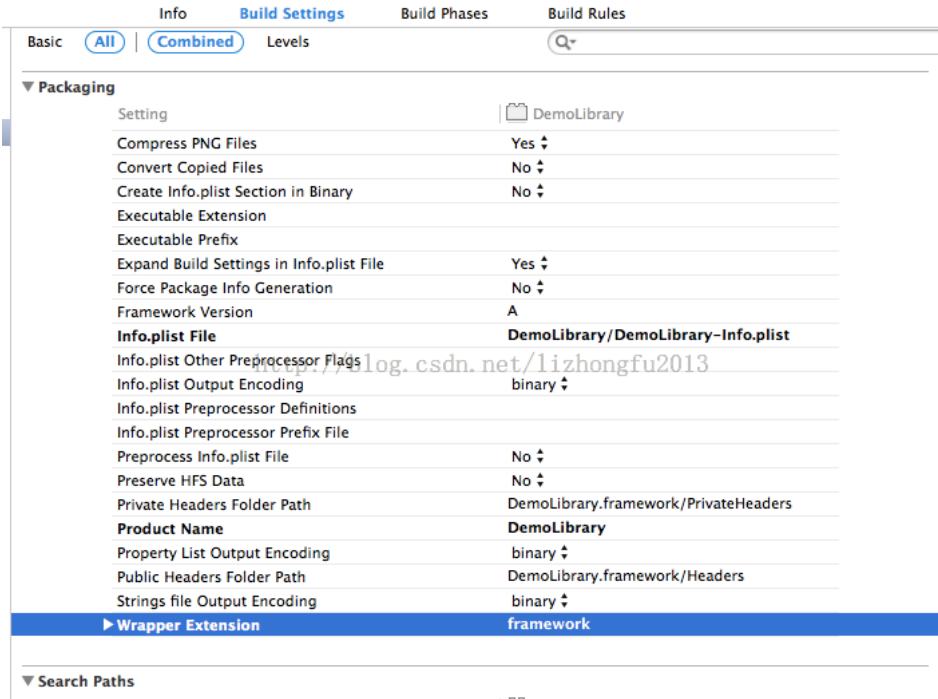 Info Build Settings Build Phases Build Rules
Basic All Combined Levels
Packaging
Setting DemoLibrary
Compress PNG Files Yes
Convert Copied Files No
Create Info.plist Section in Binary No
Executable Extension
Executable Prefix
Expand Build Settings in Info.plist File Yes
Force Package Info Generation No
Framework Version A
Info.plist File DemoLibrary/DemoLibrary-Info.plist
Info.plist Other Preprocessor Flags
http://blog.csdn.net/lizhongfu2013
Info.plist Output Encoding binary
Info.plist Preprocessor Definitions
Info.plist Preprocessor Prefix File
Preprocess Info.plist File No
Preserve HFS Data No
Private Headers Folder Path DemoLibrary.framework/PrivateHeaders
Product Name DemoLibrary
Property List Output Encoding binary
Public Headers Folder Path DemoLibrary.framework/Headers
Strings file Output Encoding binary
Wrapper Extension framework
Search Paths